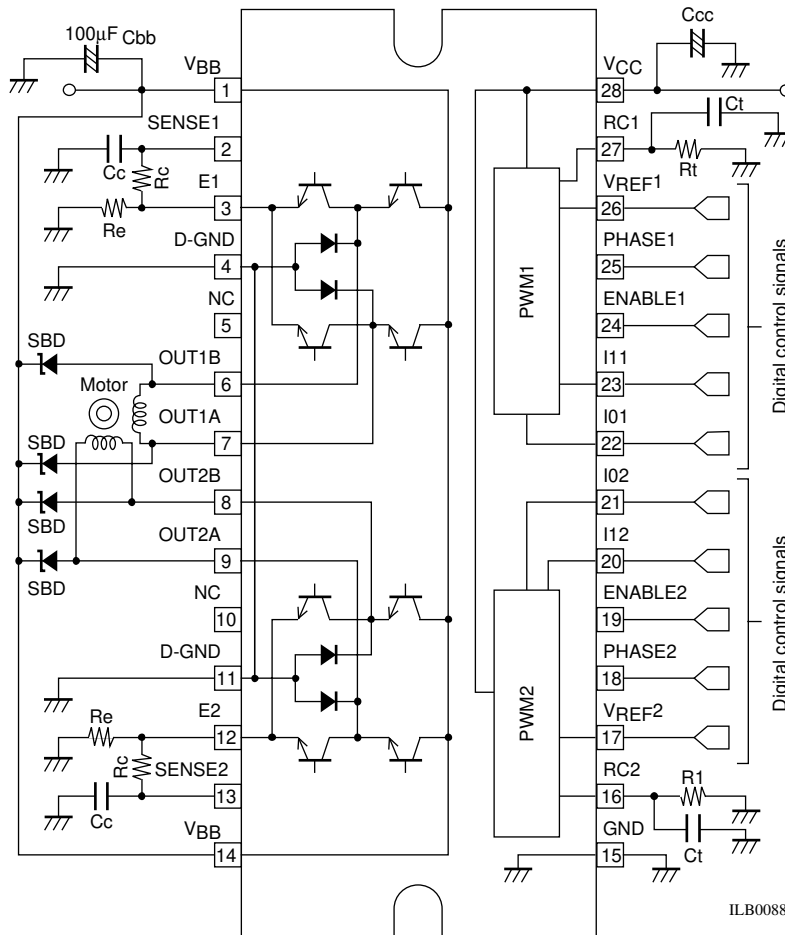 100μF Cbb
Ccc
VBB
1
VCC
28
Ct
SENSE1
2
RC1
27
Cc
Rc
Rt
E1
3
VREF1
26
Re
D-GND
4
PHASE1
25
NC
5
ENABLE1
24
PWM1
Digital control signals
SBD
OUT1B
6
I11
23
Motor
OUT1A
7
I01
22
SBD
OUT2B
8
I02
21
SBD
OUT2A
9
I12
20
SBD
NC
10
ENABLE2
19
D-GND
11
PHASE2
18
PWM2
Digital control signals
Re
E2
12
VREF2
17
Rc
SENSE2
13
RC2
16
R1
Cc
VBB
14
GND
15
Ct
ILB0088